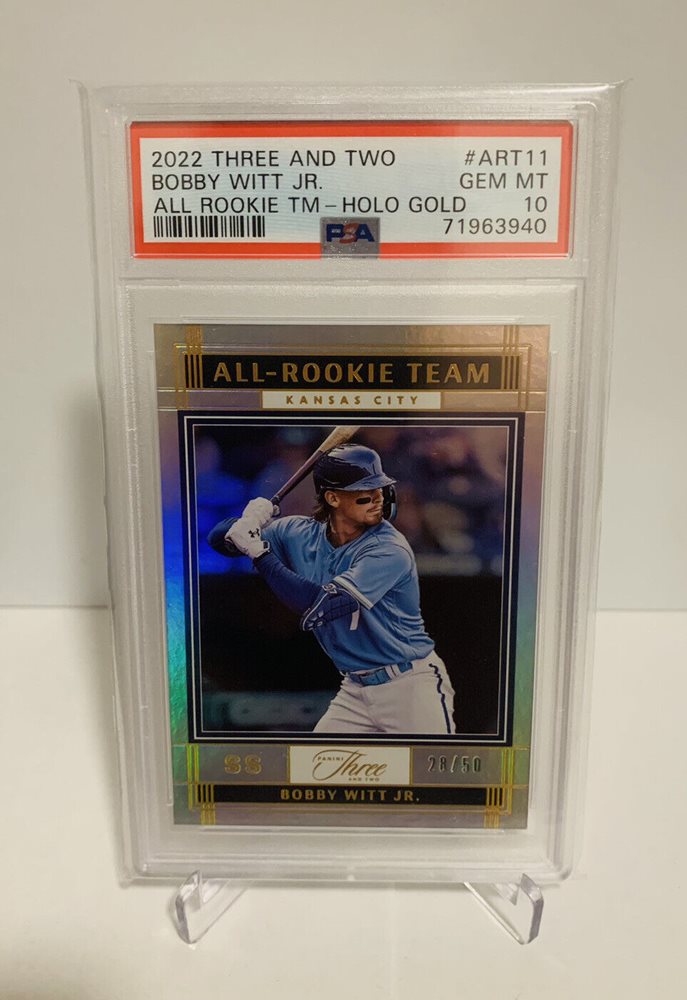 2022 THREE AND TWO #ART11
BOBBY WITT JR. GEM MT
ALL ROOKIE TM-HOLO GOLD 10
PSA 71963940
ALL-ROOKIE TEAM
KANSAS CITY
7
SS PANINI Three AND TWO 28/50
BOBBY WITT JR.